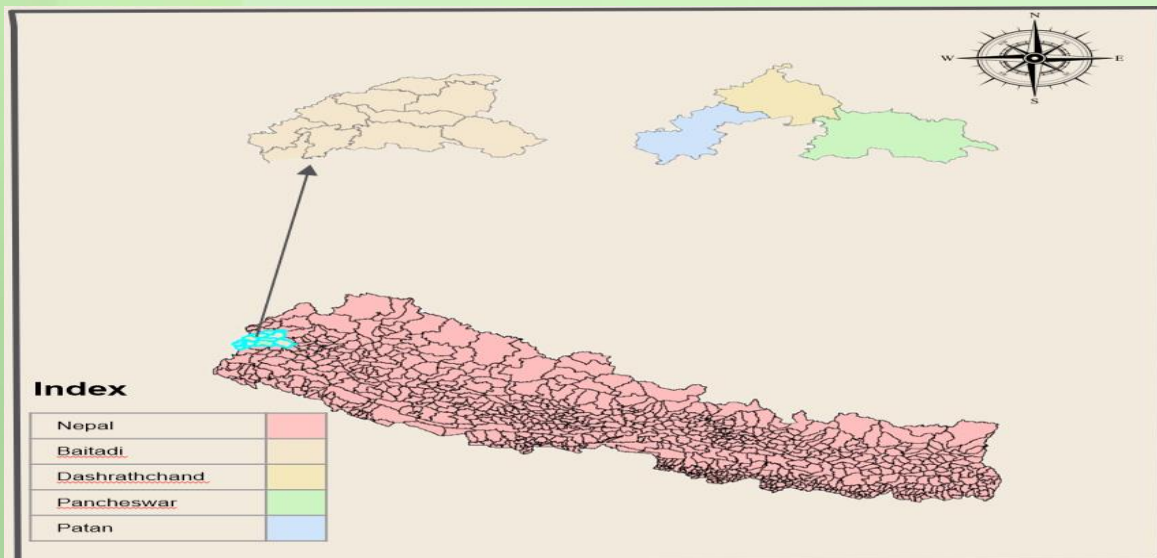 N
W E
S
Index
Nepal
Baitadi
Dashrathchand
Pancheswar
Patan